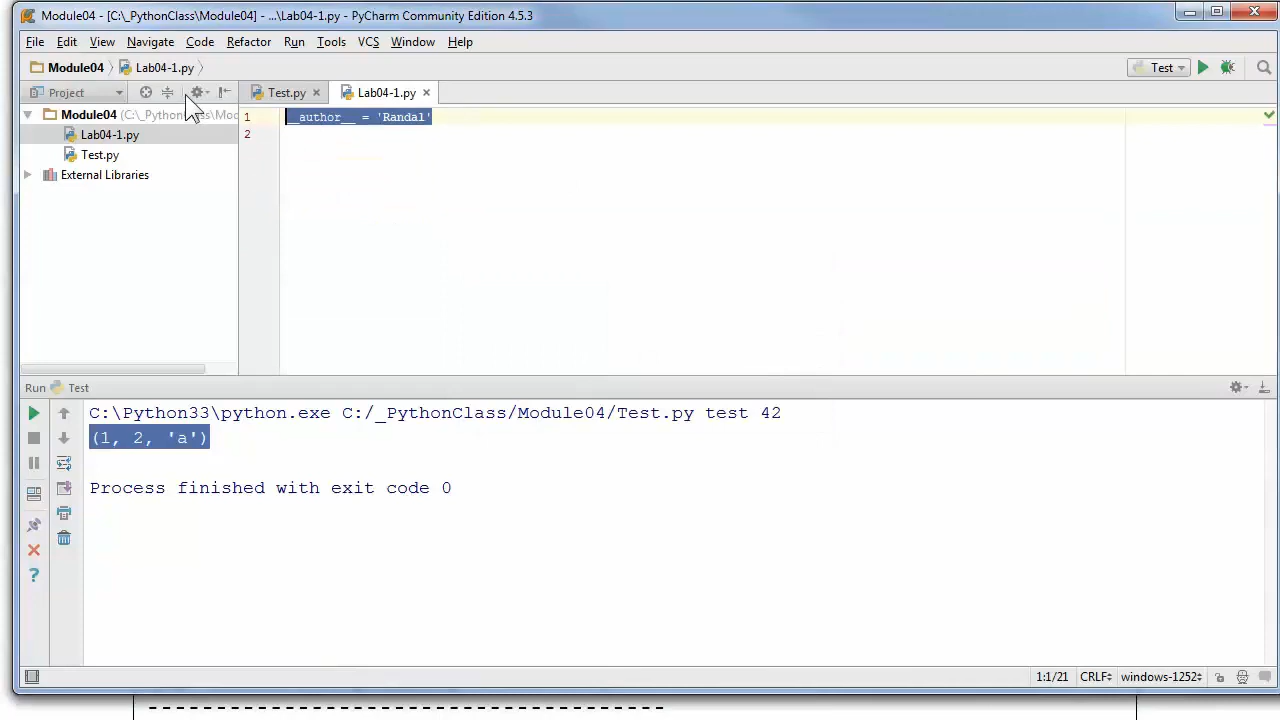 Module04 - [C:\_PythonClass\Module04] - ...\Lab04-1.py - PyCharm Community Edition 4.5.3
File Edit View Navigate Code Refactor Run Tools VCS Window Help
Module04 Lab04-1.py Test
Project Test.py Lab04-1.py
Module04 (C:\_PythonClass\Mod
Lab04-1.py
Test.py
External Libraries
1 __author__ = 'Randal'
2
Run Test
C:\Python33\python.exe C:/_PythonClass/Module04/Test.py test 42
(1, 2, 'a')
Process finished with exit code 0
1:1/21 CRLF windows-1252
---------------------------------------